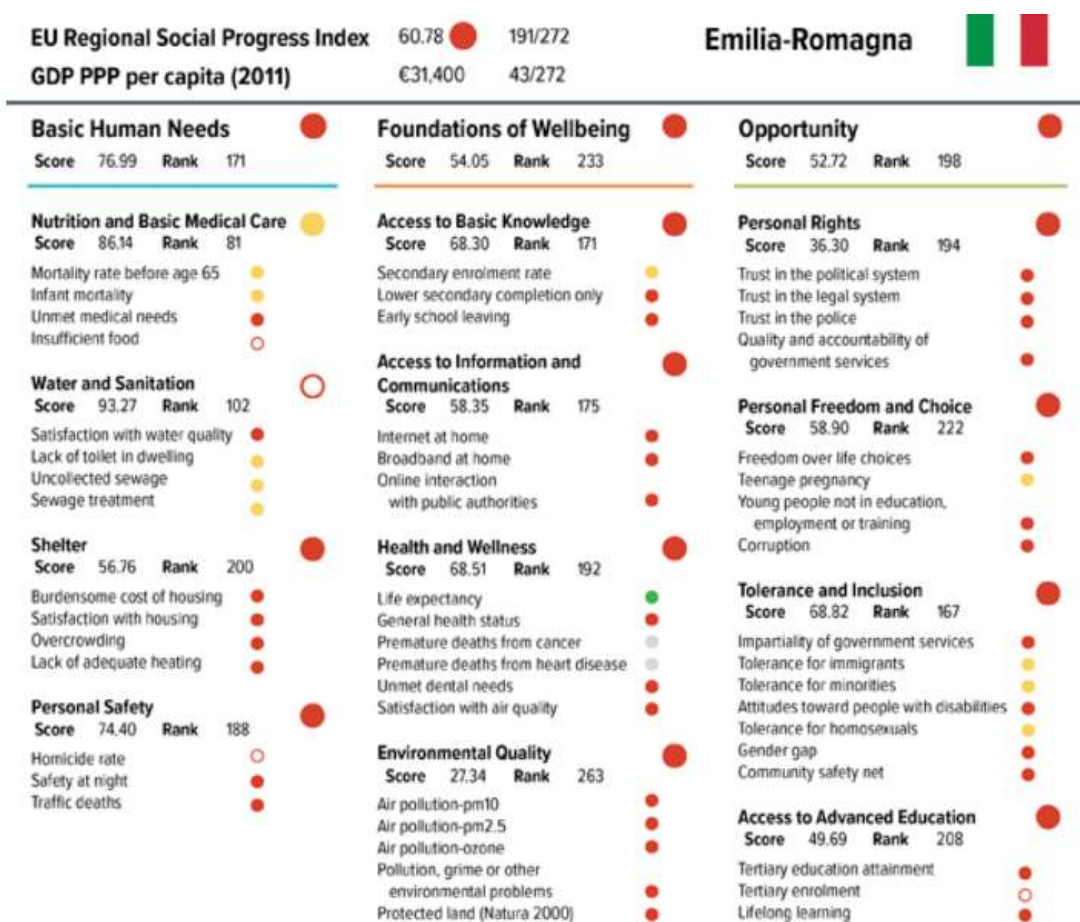 EU Regional Social Progress Index 60.78 191/272
GDP PPP per capita (2011) €31,400 43/272
Emilia-Romagna
Basic Human Needs
Score 76.99 Rank 171
Nutrition and Basic Medical Care
Score 86.14 Rank 81
Mortality rate before age 65
Infant mortality
Unmet medical needs
Insufficient food
Water and Sanitation
Score 93.27 Rank 102
Satisfaction with water quality
Lack of toilet in dwelling
Uncollected sewage
Sewage treatment
Shelter
Score 56.76 Rank 200
Burdensome cost of housing
Satisfaction with housing
Overcrowding
Lack of adequate heating
Personal Safety
Score 74.40 Rank 188
Homicide rate
Safety at night
Traffic deaths
Foundations of Wellbeing
Score 54.05 Rank 233
Access to Basic Knowledge
Score 68.30 Rank 171
Secondary enrolment rate
Lower secondary completion only
Early school leaving
Access to Information and
Communications
Score 58.35 Rank 175
Internet at home
Broadband at home
Online interaction
with public authorities
Health and Wellness
Score 68.51 Rank 192
Life expectancy
General health status
Premature deaths from cancer
Premature deaths from heart disease
Unmet dental needs
Satisfaction with air quality
Environmental Quality
Score 27.34 Rank 263
Air pollution-pm10
Air pollution-pm2.5
Air pollution-ozone
Pollution, grime or other
environmental problems
Protected land (Natura 2000)
Opportunity
Score 52.72 Rank 198
Personal Rights
Score 36.30 Rank 194
Trust in the political system
Trust in the legal system
Trust in the police
Quality and accountability of
government services
Personal Freedom and Choice
Score 58.90 Rank 222
Freedom over life choices
Teenage pregnancy
Young people not in education,
employment or training
Corruption
Tolerance and Inclusion
Score 68.82 Rank 167
Impartiality of government services
Tolerance for immigrants
Tolerance for minorities
Attitudes toward people with disabilities
Tolerance for homosexuals
Gender gap
Community safety net
Access to Advanced Education
Score 49.69 Rank 208
Tertiary education attainment
Tertiary enrolment
Lifelong learning